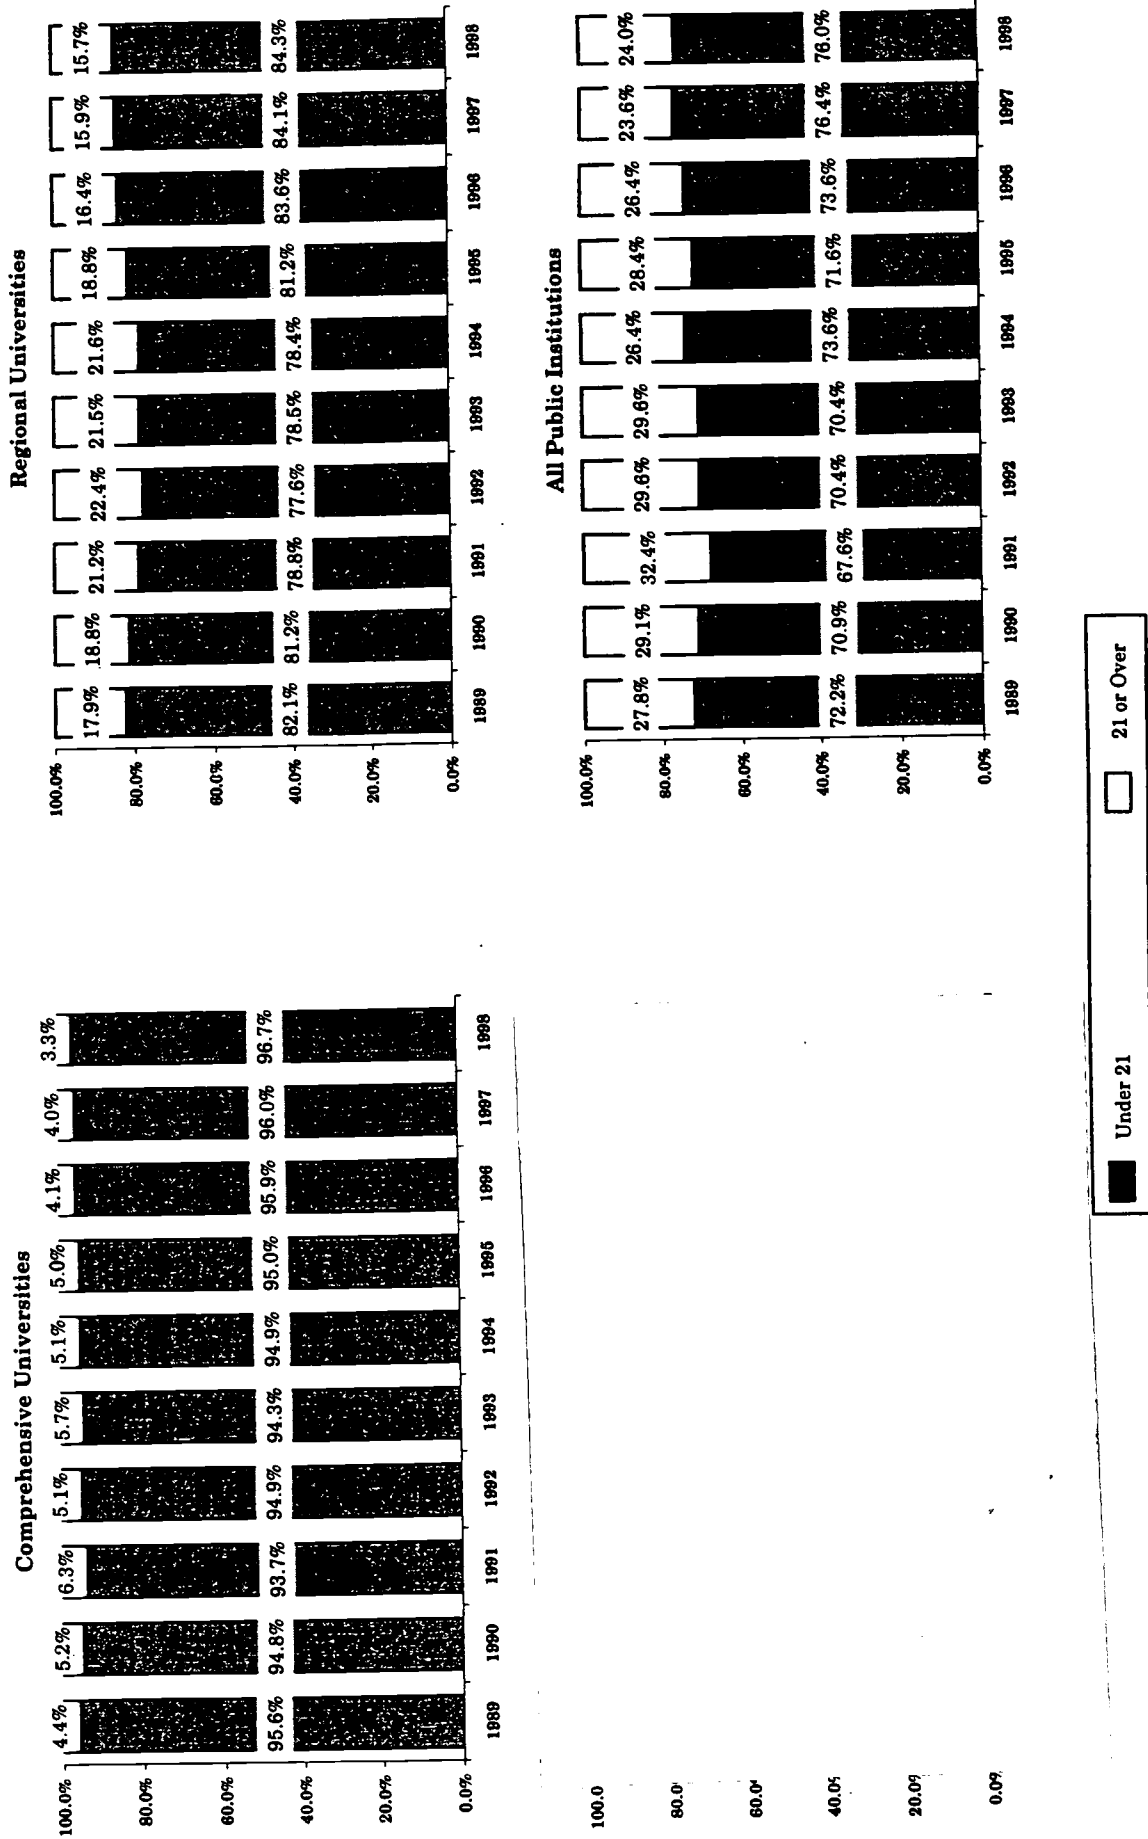 Comprehensive Universities
100.0%
80.0%
60.0%
40.0%
20.0%
0.0%
4.4% 5.2% 6.3% 5.1% 5.7% 5.1% 5.0% 4.1% 4.0% 3.3%
95.6% 94.8% 93.7% 94.9% 94.3% 94.9% 95.0% 95.9% 96.0% 96.7%
1989 1990 1991 1992 1993 1994 1995 1996 1997 1998
Regional Universities
100.0%
80.0%
60.0%
40.0%
20.0%
0.0%
17.9% 18.8% 21.2% 22.4% 21.5% 21.6% 18.8% 16.4% 15.9% 15.7%
82.1% 81.2% 78.8% 77.6% 78.5% 78.4% 81.2% 83.6% 84.1% 84.3%
1989 1990 1991 1992 1993 1994 1995 1996 1997 1998
100.0
80.0
60.0
40.0
20.0
0.0
All Public Institutions
100.0%
80.0%
60.0%
40.0%
20.0%
0.0%
27.8% 29.1% 32.4% 29.6% 29.6% 26.4% 28.4% 26.4% 23.6% 24.0%
72.2% 70.9% 67.6% 70.4% 70.4% 73.6% 71.6% 73.6% 76.4% 76.0%
1989 1990 1991 1992 1993 1994 1995 1996 1997 1998
Under 21 21 or Over